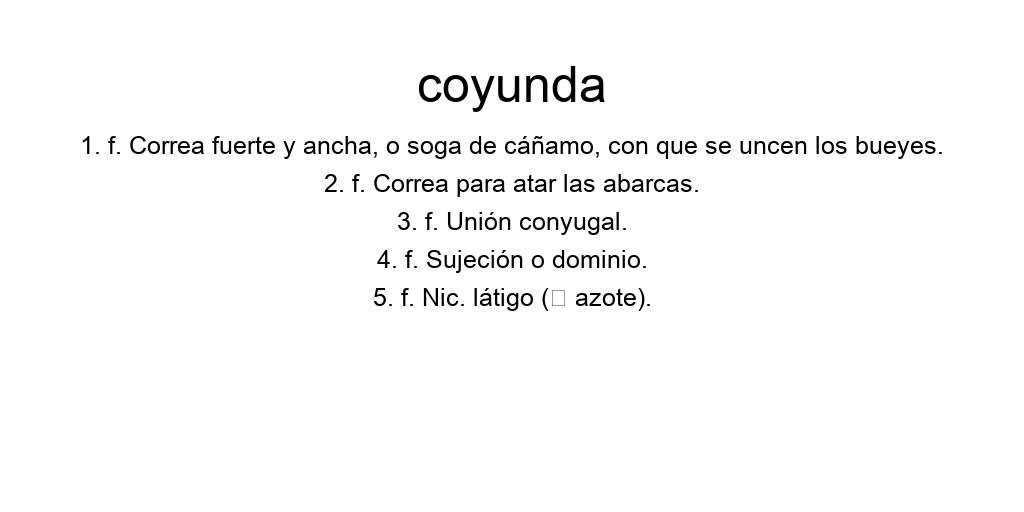 coyunda
1. f. Correa fuerte y ancha, o soga de cáñamo, con que se uncen los bueyes.
2. f. Correa para atar las abarcas.
3. f. Unión conyugal.
4. f. Sujeción o dominio.
5. f. Nic. látigo (□ azote).